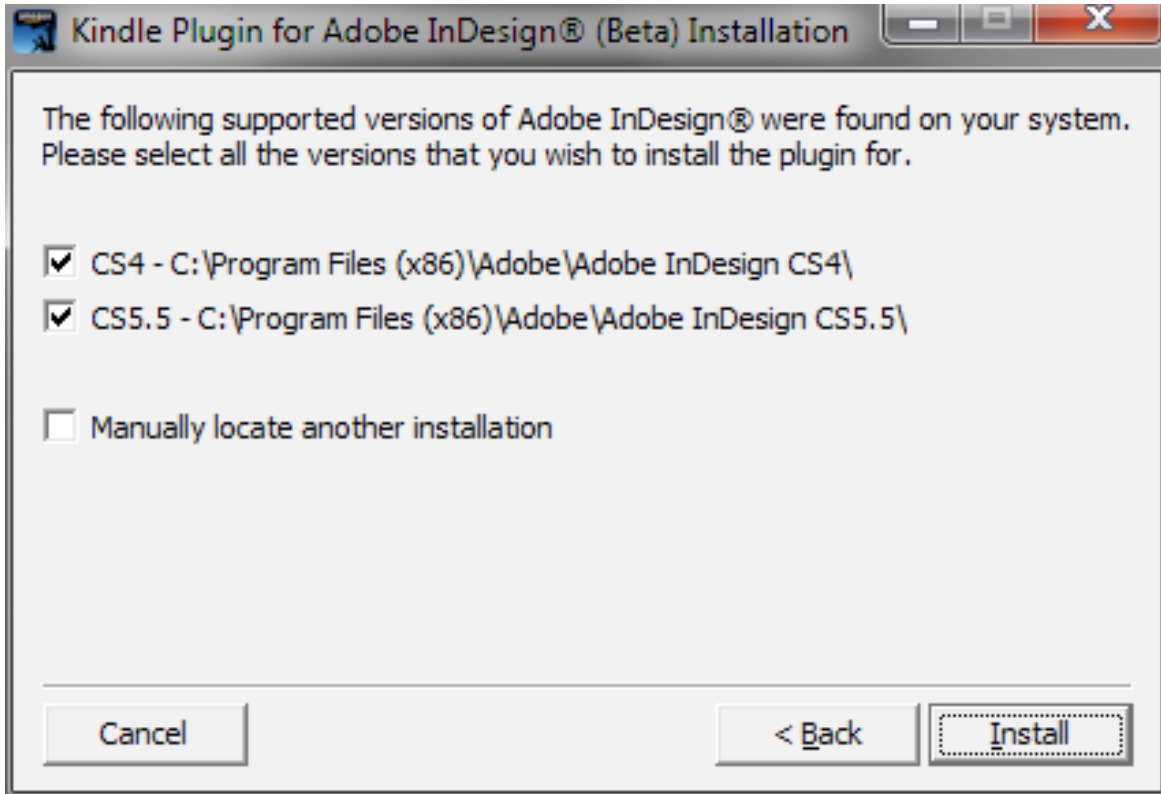 Kindle Plugin for Adobe InDesign® (Beta) Installation
The following supported versions of Adobe InDesign® were found on your system.
Please select all the versions that you wish to install the plugin for.
CS4 - C:\Program Files (x86)\Adobe\Adobe InDesign CS4\
CS5.5 - C:\Program Files (x86)\Adobe\Adobe InDesign CS5.5\
Manually locate another installation
Cancel
< Back
Install